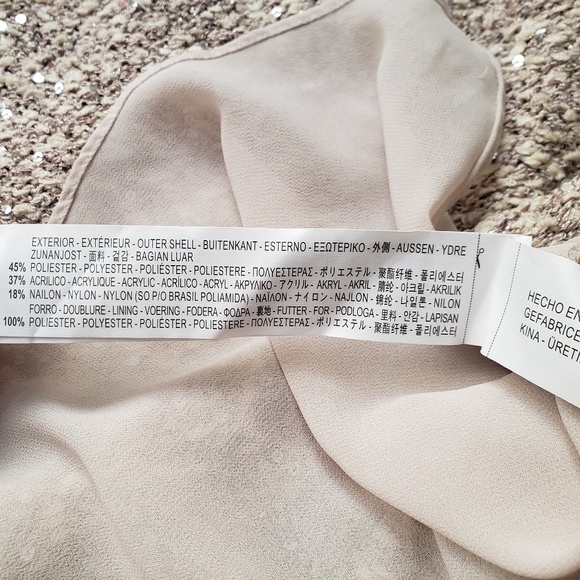 EXTERIOR - EXTÉRIEUR - OUTER SHELL - BUITENKANT - ESTERNO - ΕΞΩΤΕΡΙΚΟ - 外側 - AUSSEN - YDRE
ZUNANJOST - 面料 - 겉감 - BAGIAN LUAR
45% POLIESTER - POLYESTER - POLIÉSTER - POLIESTERE - ΠΟΛΥΕΣΤΕΡΑΣ - ポリエステル - 聚酯纤维 - 폴리에스터
37% ACRILICO - ACRYLIQUE - ACRYLIC - ACRÍLICO - ACRYL - ΑΚΡΥΛΙΚΟ - アクリル - AKRIL - 腈纶 - 아크릴 - AKRILIK
18% NAILON - NYLON - NYLON (SO P/O BRASIL POLIAMIDA) - ΝΑΪΛΟΝ - ナイロン - NAJLON - 锦纶 - 나일론 - NILON
FORRO - DOUBLURE - LINING - VOERING - FODERA - ΦΟΔΡΑ - 裏地 - FUTTER - FOR - PODLOGA - 里料 - 안감 - LAPISAN
100% POLIESTER - POLYESTER - POLIÉSTER - POLIESTERE - ΠΟΛΥΕΣΤΕΡΑΣ - ポリエステル - 聚酯纤维 - 폴리에스터
HECHO EN
GEFABRICE
KINA - ÜRETİ